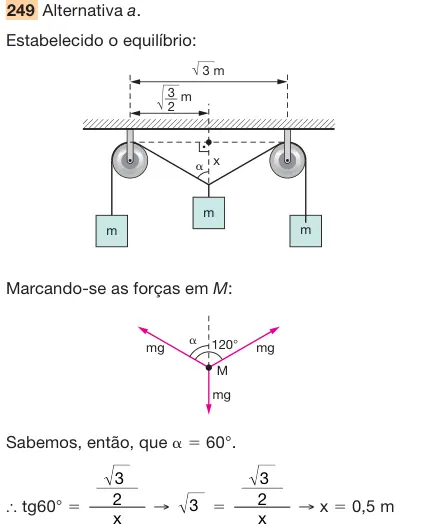 249 Alternativa a.
Estabelecido o equilíbrio:
√3 m
√3/2 m
x
α
m
m
m
Marcando-se as forças em M:
α
120°
mg
mg
M
mg
Sabemos, então, que α = 60°.
∴ tg60° = (√3/2)/x → √3 = (√3/2)/x → x = 0,5 m